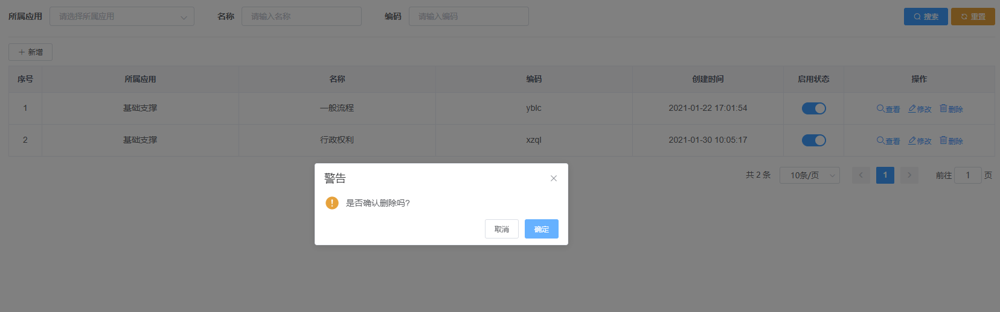 所属应用 请选择所属应用 名称 请输入名称 编码 请输入编码 搜索 重置
新增
序号 所属应用 名称 编码 创建时间 启用状态 操作
1 基础支撑 一般流程 yblc 2021-01-22 17:01:54 查看 修改 删除
2 基础支撑 行政权利 xzql 2021-01-30 10:05:17 查看 修改 删除
共 2 条 10条/页 1 前往 1 页
警告
是否确认删除吗?
取消 确定